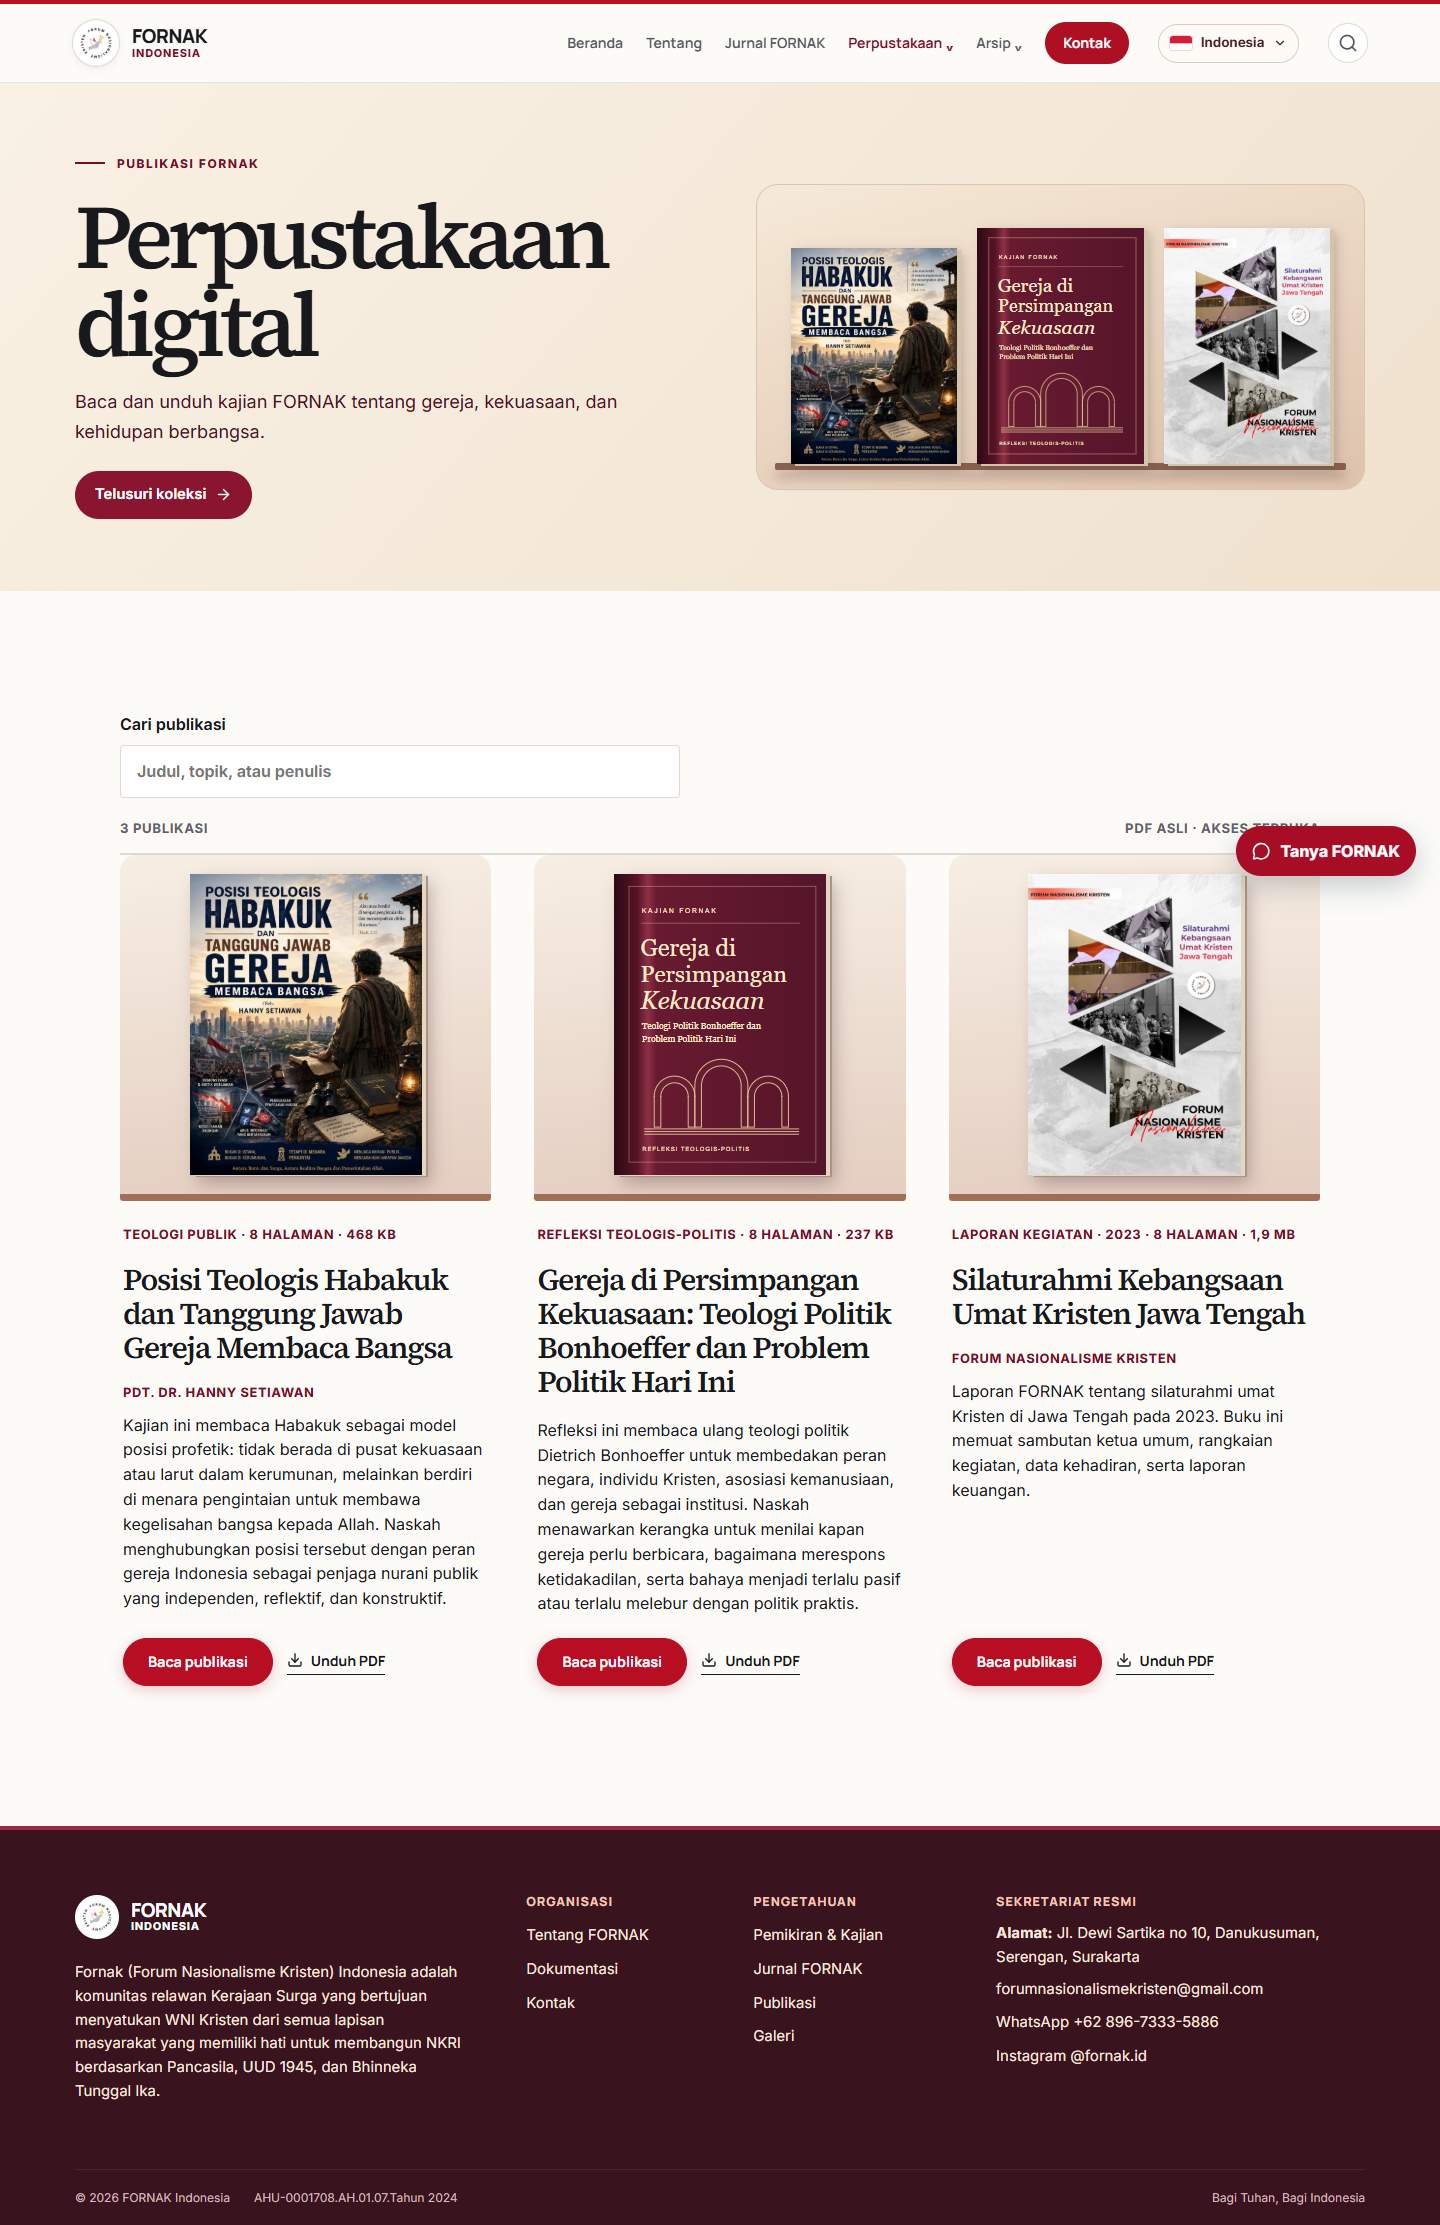 FORNAK
INDONESIA
Beranda
Tentang
Jurnal FORNAK
Perpustakaan
Arsip
Kontak
Indonesia
PUBLIKASI FORNAK
Perpustakaan
digital
Baca dan unduh kajian FORNAK tentang gereja, kekuasaan, dan
kehidupan berbangsa.
Telusuri koleksi
POSISI TEOLOGIS
HABAKUK
DAN
TANGGUNG JAWAB
GEREJA
MEMBACA BANGSA
HANNY SETIAWAN
KAJIAN FORNAK
Gereja di
Persimpangan
Kekuasaan
Teologi Politik Bonhoeffer dan
Problem Politik Hari Ini
REFLEKSI TEOLOGIS-POLITIS
FORUM NASIONALISME KRISTEN
Silaturahmi
Kebangsaan
Umat Kristen
Jawa Tengah
FORUM
NASIONALISME
KRISTEN
Cari publikasi
Judul, topik, atau penulis
3 PUBLIKASI
PDF ASLI · AKSES
Tanya FORNAK
POSISI TEOLOGIS
HABAKUK
DAN
TANGGUNG JAWAB
GEREJA
MEMBACA BANGSA
HANNY SETIAWAN
KAJIAN FORNAK
Gereja di
Persimpangan
Kekuasaan
Teologi Politik Bonhoeffer dan
Problem Politik Hari Ini
REFLEKSI TEOLOGIS-POLITIS
FORUM NASIONALISME KRISTEN
Silaturahmi
Kebangsaan
Umat Kristen
Jawa Tengah
FORUM
NASIONALISME
KRISTEN
TEOLOGI PUBLIK · 8 HALAMAN · 468 KB
Posisi Teologis Habakuk
dan Tanggung Jawab
Gereja Membaca Bangsa
PDT. DR. HANNY SETIAWAN
Kajian ini membaca Habakuk sebagai model
posisi profetik: tidak berada di pusat kekuasaan
atau larut dalam kerumunan, melainkan berdiri
di menara pengintaian untuk membawa
kegelisahan bangsa kepada Allah. Naskah
menghubungkan posisi tersebut dengan peran
gereja Indonesia sebagai penjaga nurani publik
yang independen, reflektif, dan konstruktif.
Baca publikasi
Unduh PDF
REFLEKSI TEOLOGIS-POLITIS · 8 HALAMAN · 237 KB
Gereja di Persimpangan
Kekuasaan: Teologi Politik
Bonhoeffer dan Problem
Politik Hari Ini
Refleksi ini membaca ulang teologi politik
Dietrich Bonhoeffer untuk membedakan peran
negara, individu Kristen, asosiasi kemanusiaan,
dan gereja sebagai institusi. Naskah
menawarkan kerangka untuk menilai kapan
gereja perlu berbicara, bagaimana merespons
ketidakadilan, serta bahaya menjadi terlalu pasif
atau terlalu melebur dengan politik praktis.
Baca publikasi
Unduh PDF
LAPORAN KEGIATAN · 2023 · 8 HALAMAN · 1,9 MB
Silaturahmi Kebangsaan
Umat Kristen Jawa Tengah
FORUM NASIONALISME KRISTEN
Laporan FORNAK tentang silaturahmi umat
Kristen di Jawa Tengah pada 2023. Buku ini
memuat sambutan ketua umum, rangkaian
kegiatan, data kehadiran, serta laporan
keuangan.
Baca publikasi
Unduh PDF
FORNAK
INDONESIA
Fornak (Forum Nasionalisme Kristen) Indonesia adalah
komunitas relawan Kerajaan Surga yang bertujuan
menyatukan WNI Kristen dari semua lapisan
masyarakat yang memiliki hati untuk membangun NKRI
berdasarkan Pancasila, UUD 1945, dan Bhinneka
Tunggal Ika.
ORGANISASI
Tentang FORNAK
Dokumentasi
Kontak
PENGETAHUAN
Pemikiran & Kajian
Jurnal FORNAK
Publikasi
Galeri
SEKRETARIAT RESMI
Alamat: Jl. Dewi Sartika no 10, Danukusuman,
Serengan, Surakarta
forumnasionalismekristen@gmail.com
WhatsApp +62 896-7333-5886
Instagram @fornak.id
© 2026 FORNAK Indonesia
AHU-0001708.AH.01.07.Tahun 2024
Bagi Tuhan, Bagi Indonesia